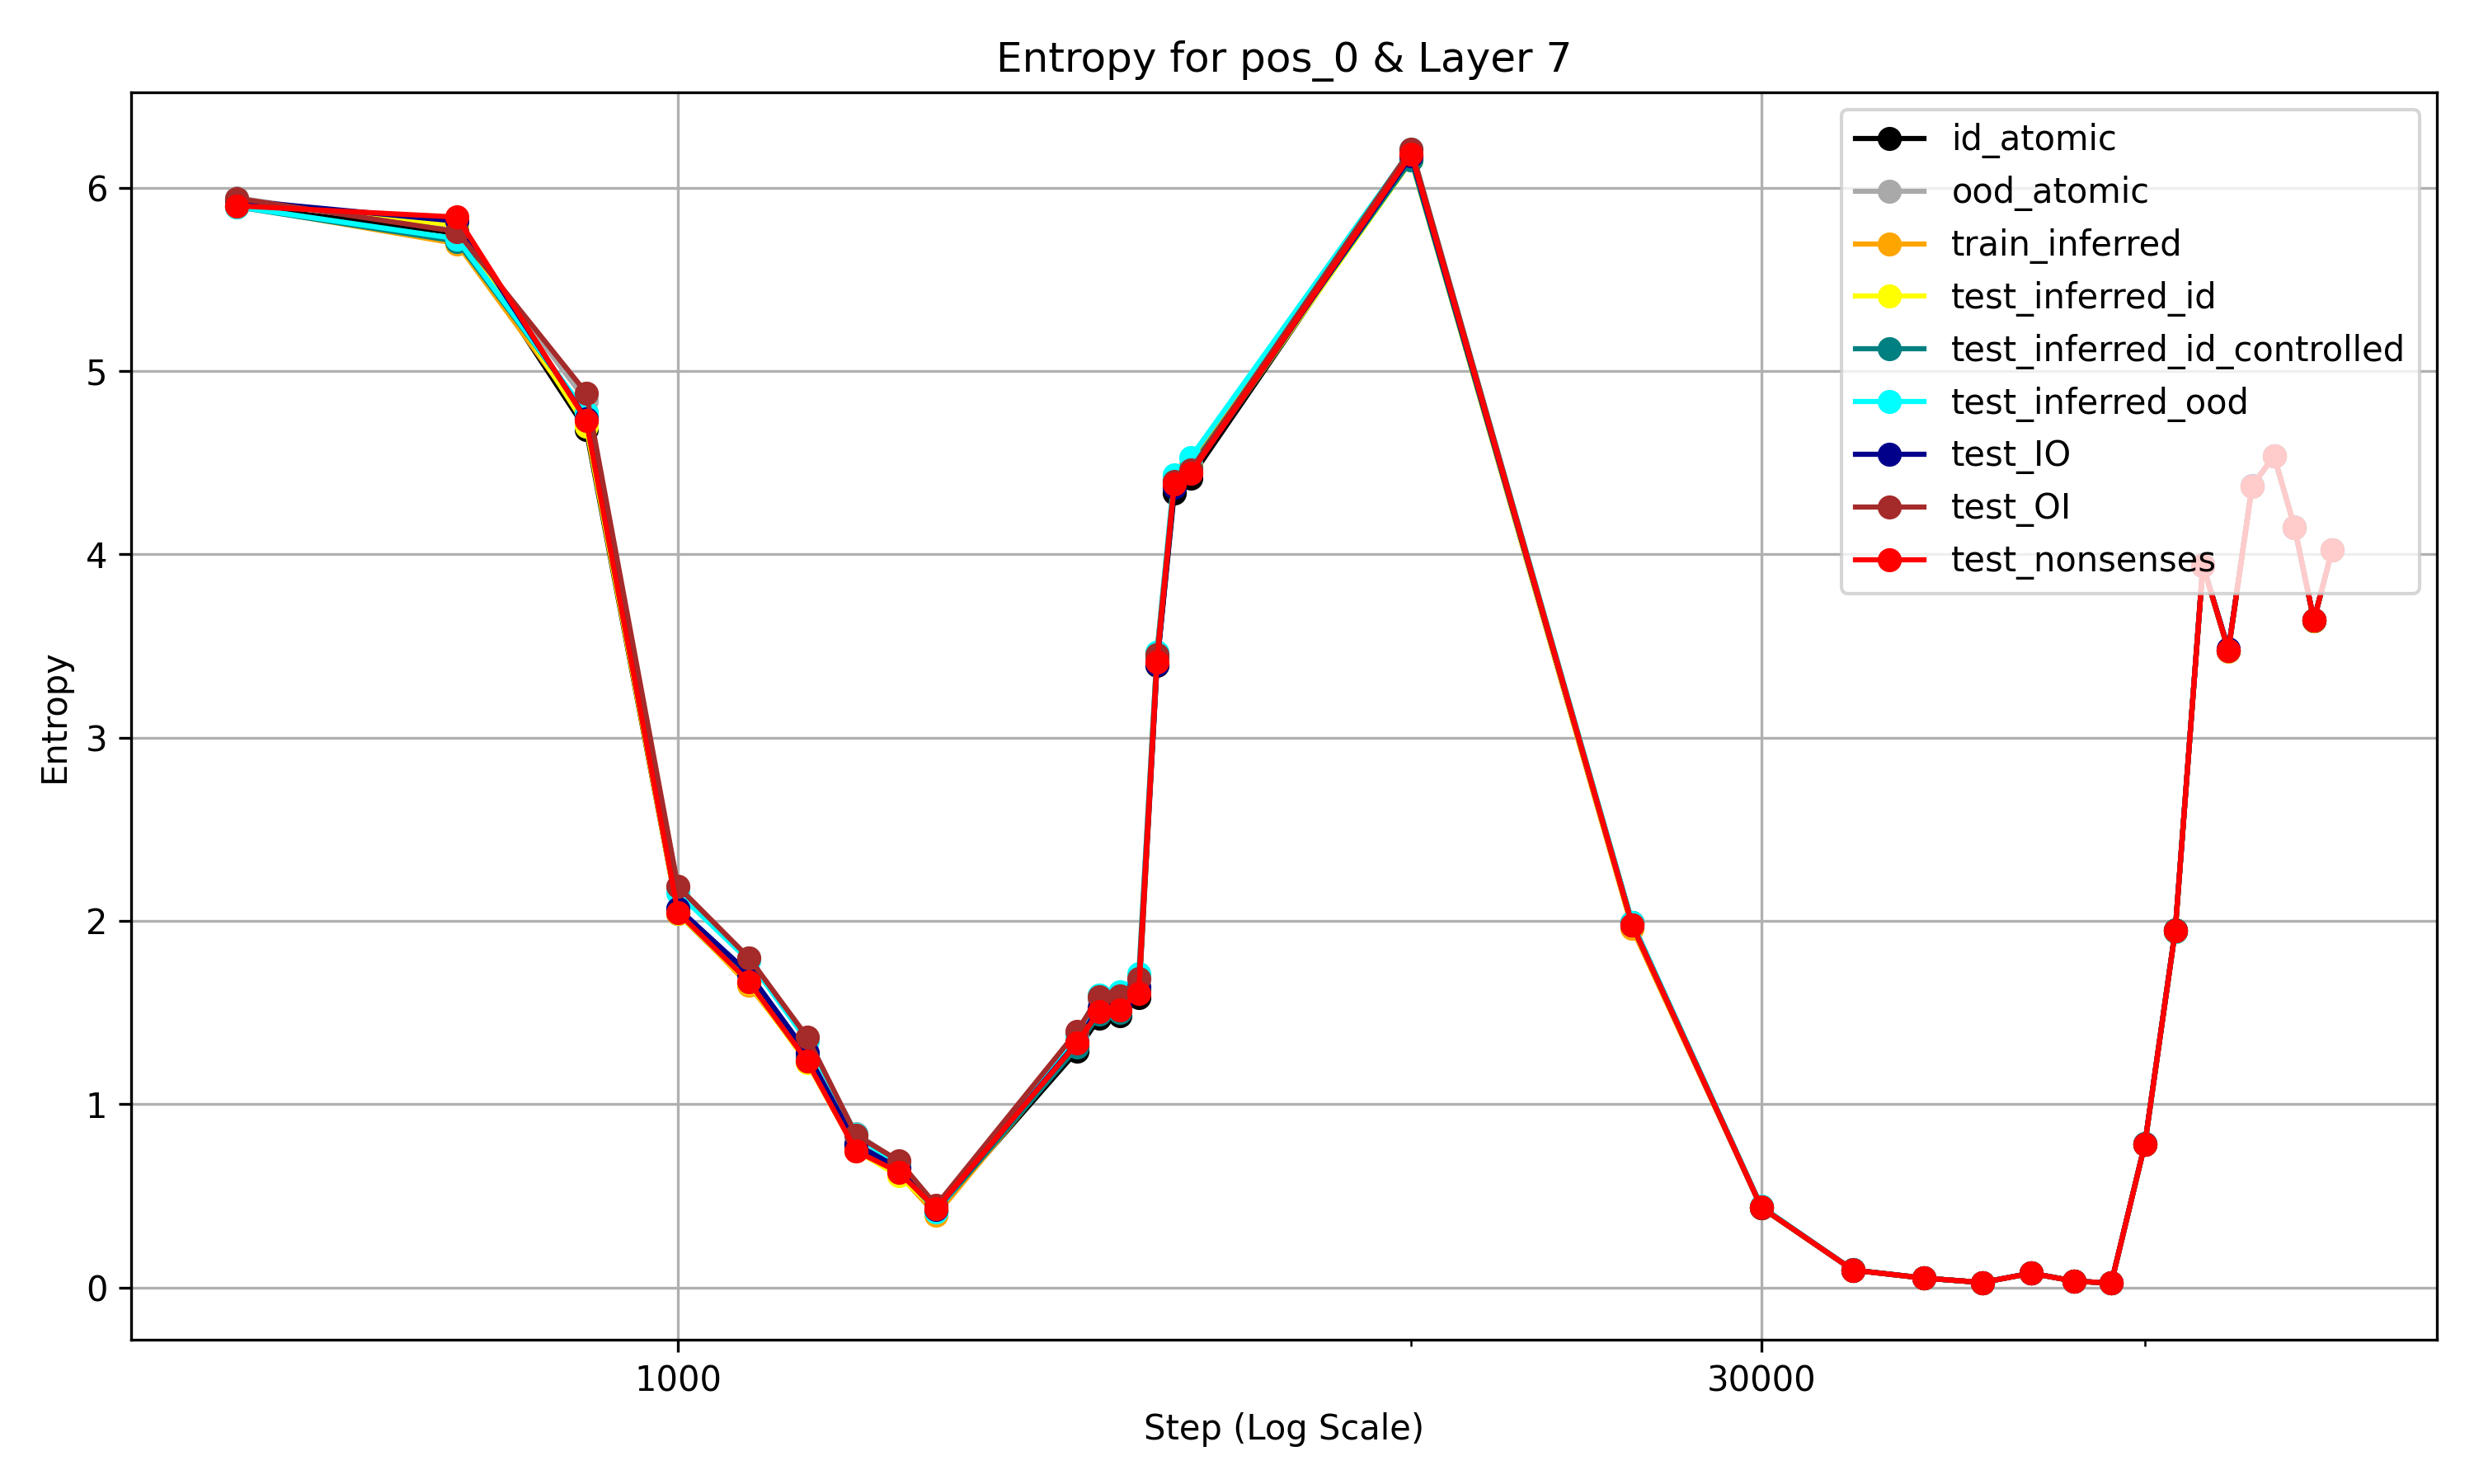 Entropy for pos_0 & Layer 7
id_atomic
ood_atomic
train_inferred
test_inferred_id
test_inferred_id_controlled
test_inferred_ood
test_IO
test_OI
test_nonsenses
6
5
4
3
2
1
0
Entropy
1000
30000
Step (Log Scale)